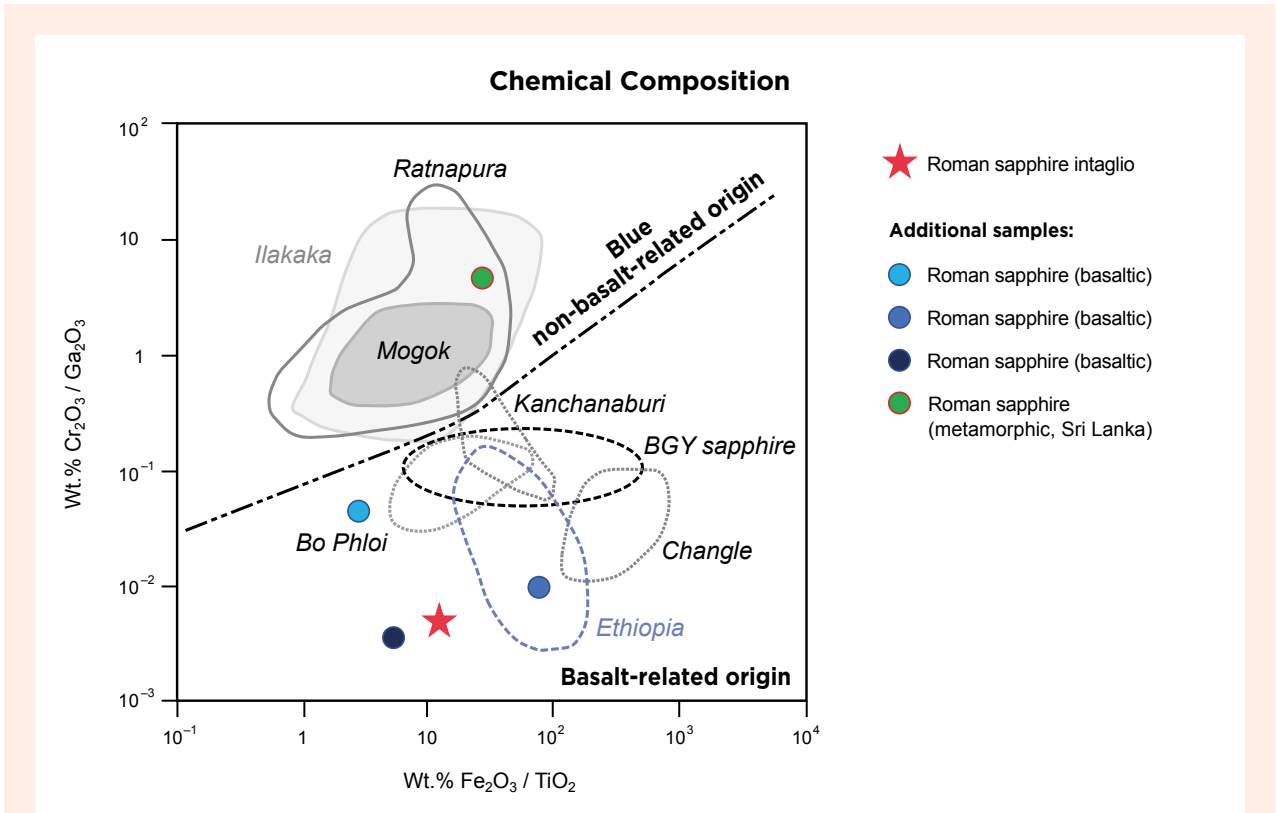 Chemical Composition
10²
10
1
10⁻¹
10⁻²
10⁻³
Wt.% Cr₂O₃ / Ga₂O₃
Ratnapura
Ilakaka
Mogok
Blue
non-basalt-related origin
Kanchanaburi
BGY sapphire
Bo Phloi
Changle
Ethiopia
Basalt-related origin
10⁻¹
1
10
10²
10³
10⁴
Wt.% Fe₂O₃ / TiO₂
Roman sapphire intaglio
Additional samples:
Roman sapphire (basaltic)
Roman sapphire (basaltic)
Roman sapphire (basaltic)
Roman sapphire
(metamorphic, Sri Lanka)